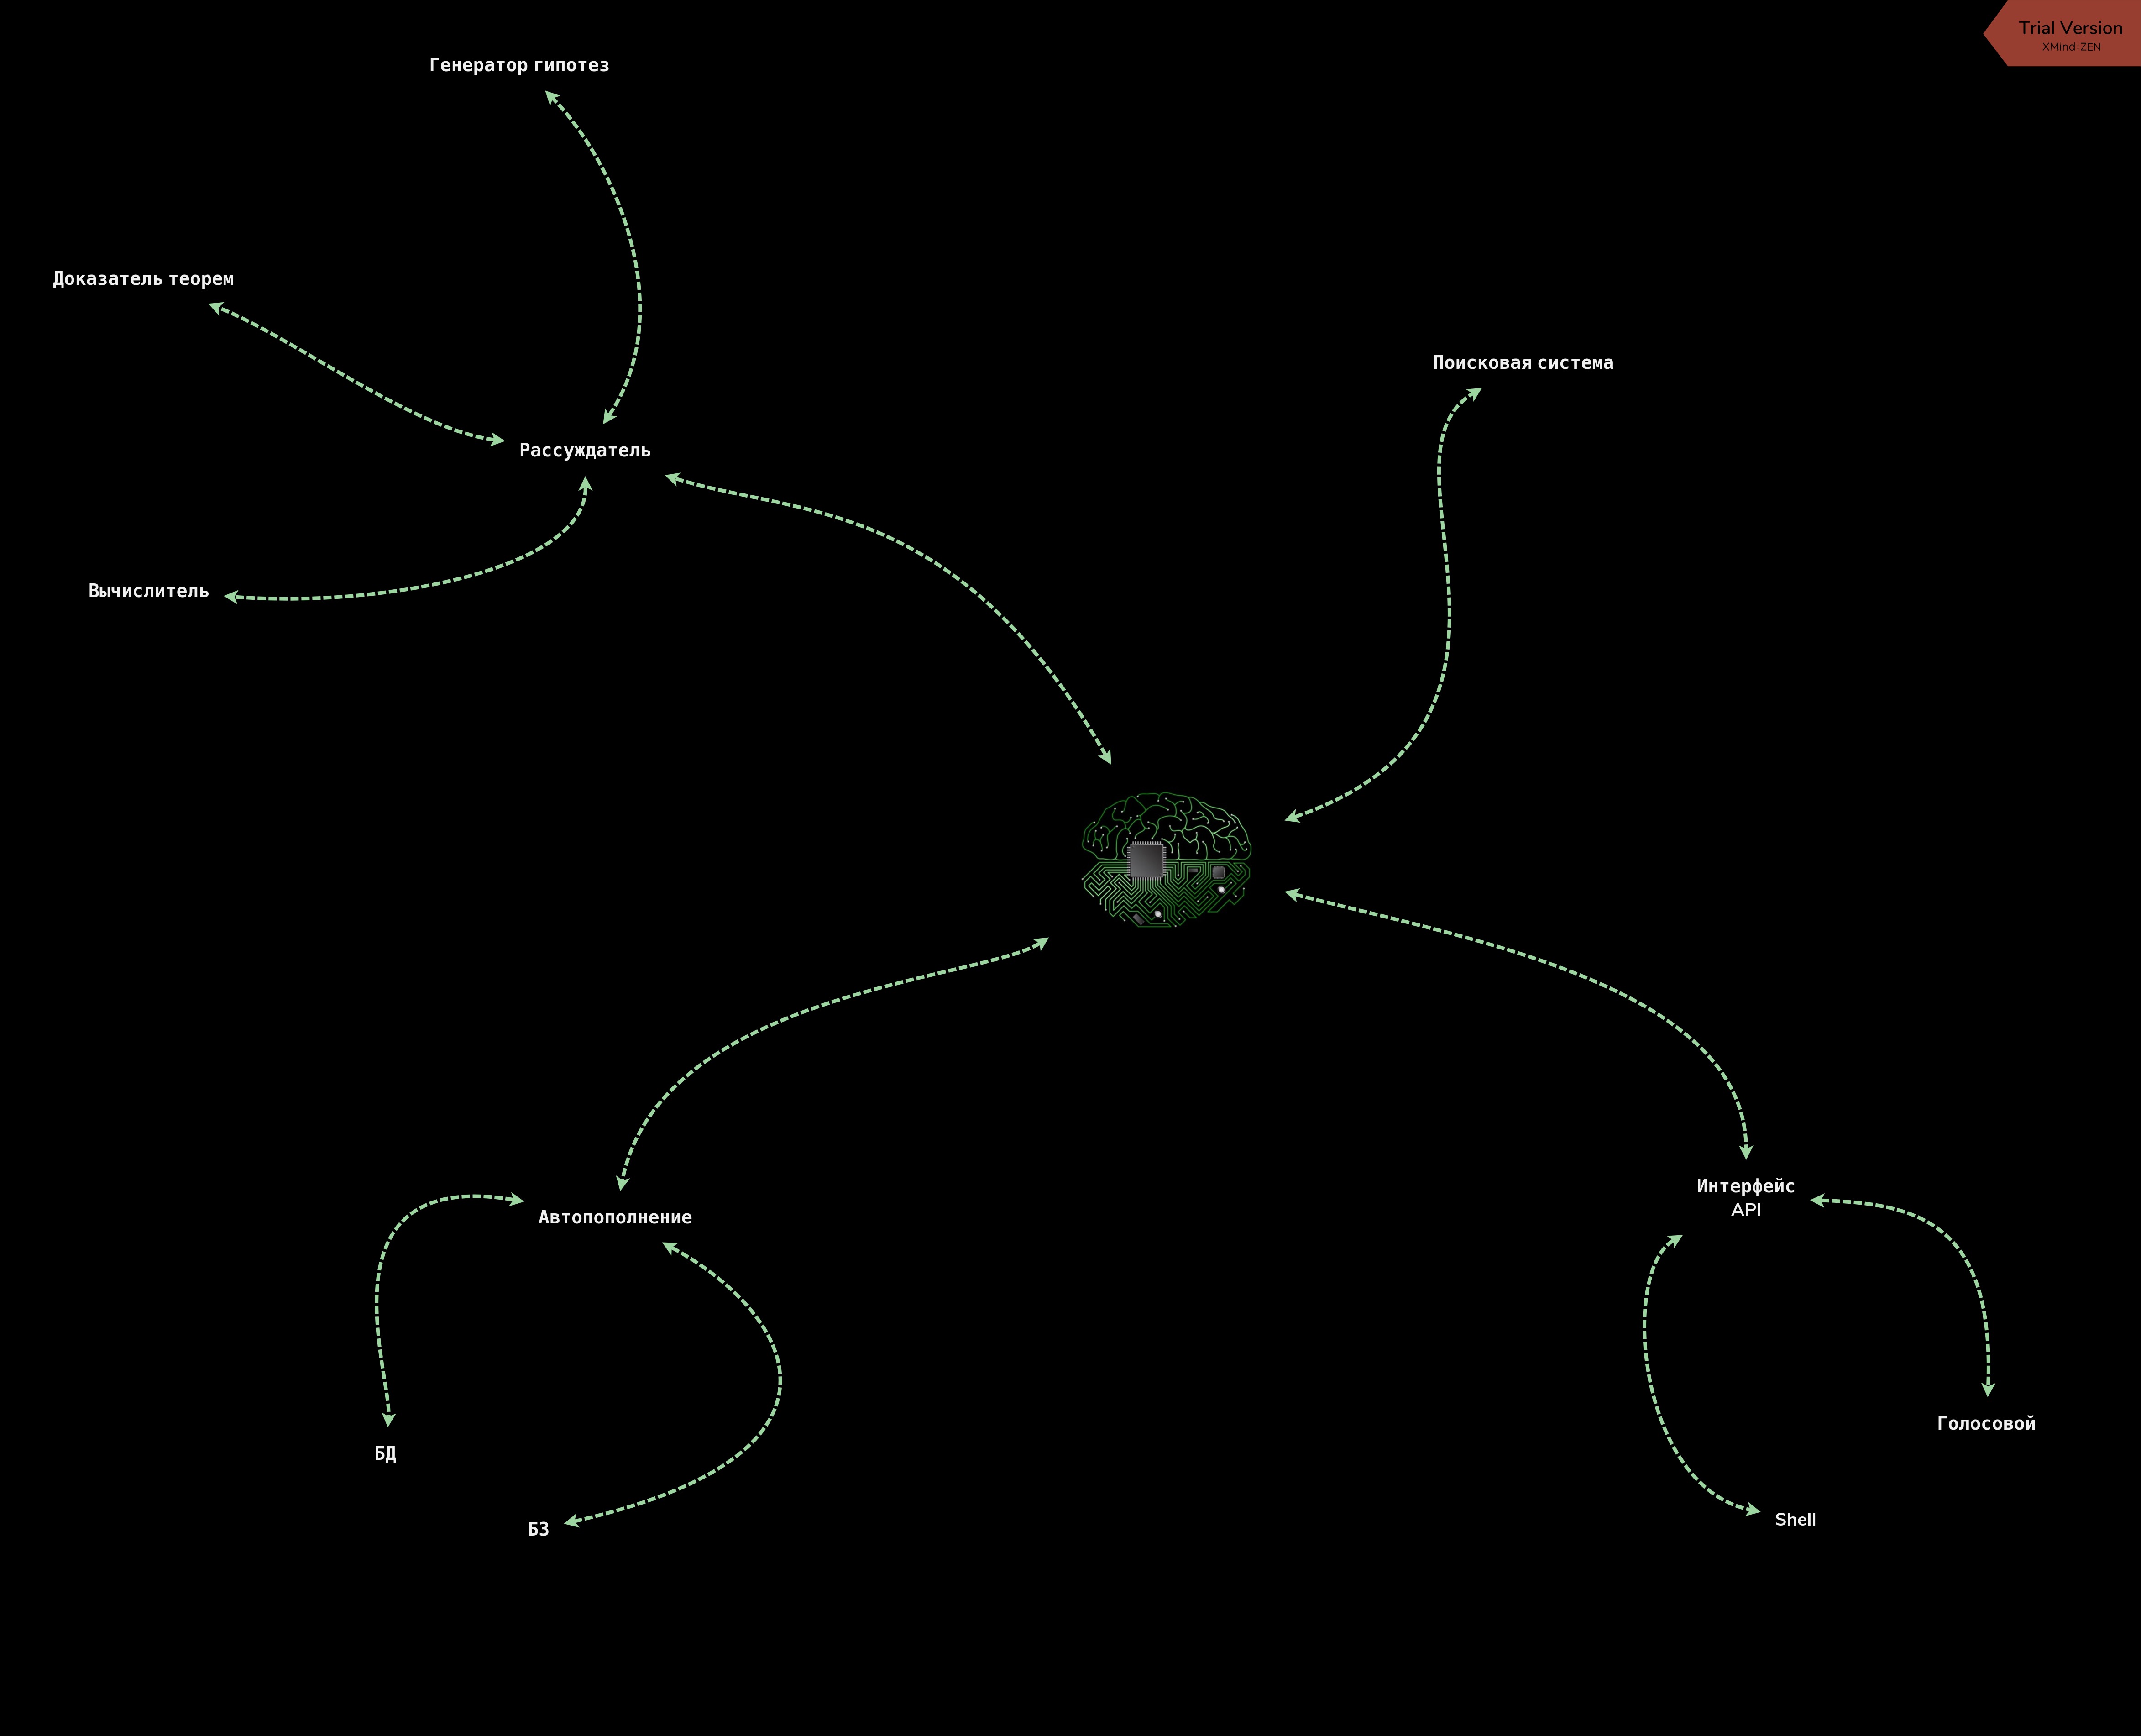 Trial Version
XMind:ZEN
Генератор гипотез
Доказатель теорем
Поисковая система
Рассуждатель
Вычислитель
Интерфейс
API
Автопополнение
Голосовой
БД
Shell
БЗ